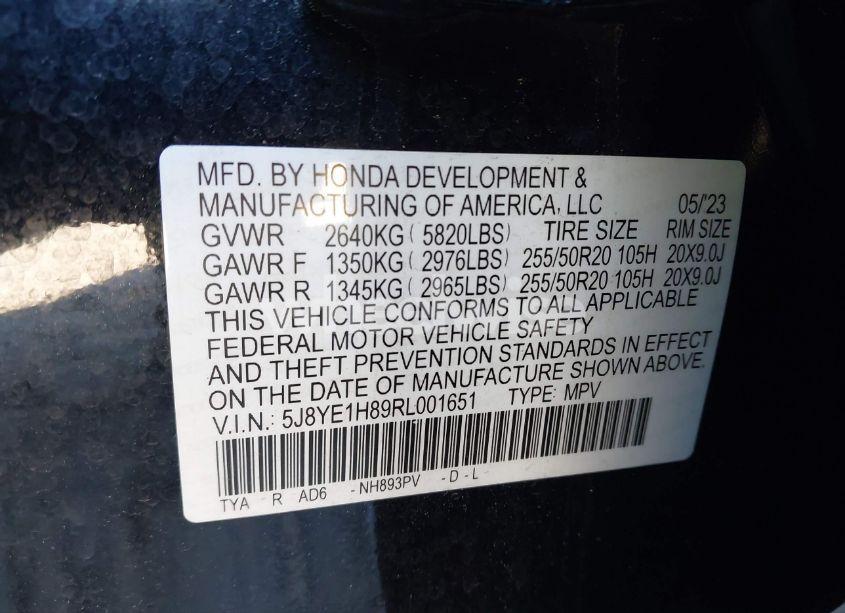 MFD. BY HONDA DEVELOPMENT &
MANUFACTURING OF AMERICA, LLC 05/'23
GVWR 2640KG ( 5820LBS) TIRE SIZE RIM SIZE
GAWR F 1350KG ( 2976LBS) 255/50R20 105H 20X9.0J
GAWR R 1345KG ( 2965LBS) 255/50R20 105H 20X9.0J
THIS VEHICLE CONFORMS TO ALL APPLICABLE
FEDERAL MOTOR VEHICLE SAFETY
AND THEFT PREVENTION STANDARDS IN EFFECT
ON THE DATE OF MANUFACTURE SHOWN ABOVE.
V.I.N.: 5J8YE1H89RL001651 TYPE: MPV
TYA -R AD6 -NH893PV -D -L-